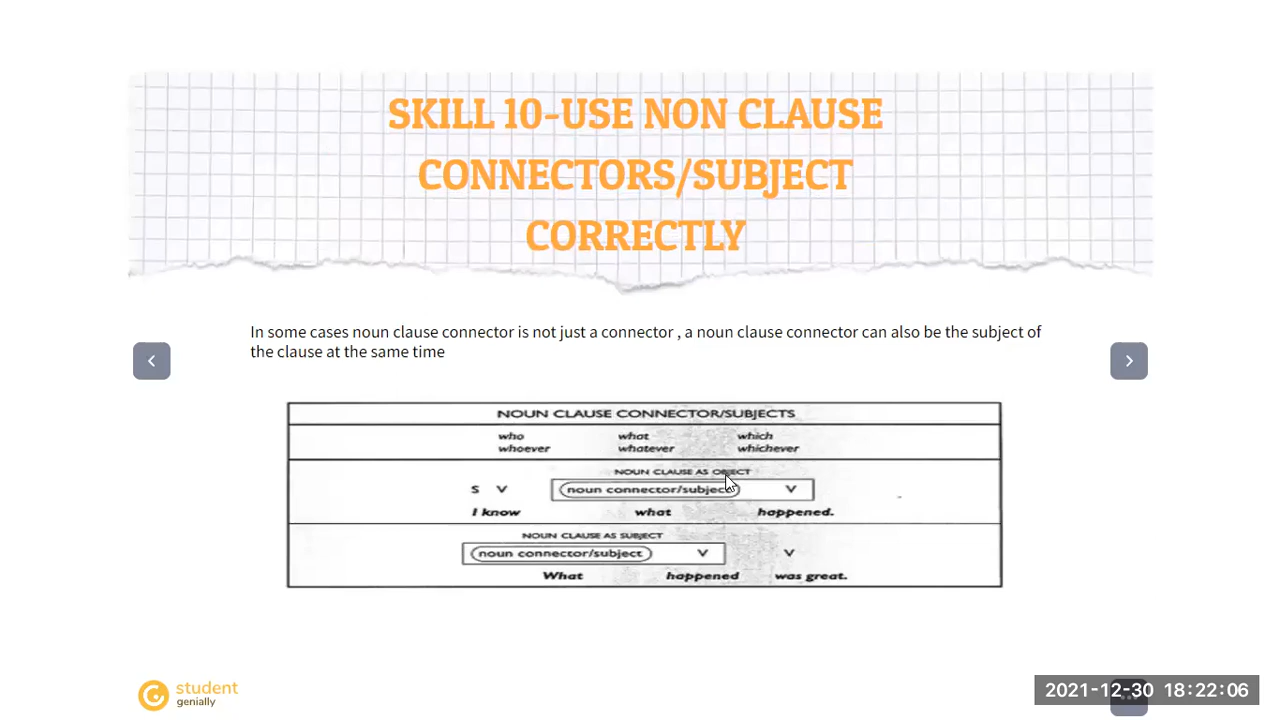 SKILL 10-USE NON CLAUSE
CONNECTORS/SUBJECT
CORRECTLY
In some cases noun clause connector is not just a connector , a noun clause connector can also be the subject of
the clause at the same time
NOUN CLAUSE CONNECTOR/SUBJECTS
who what which
whoever whatever whichever
NOUN CLAUSE AS OBJECT
S V noun connector/subject V
I know what happened.
NOUN CLAUSE AS SUBJECT
noun connector/subject V V
What happened was great.
student
genially
2021-12-30 18:22:06